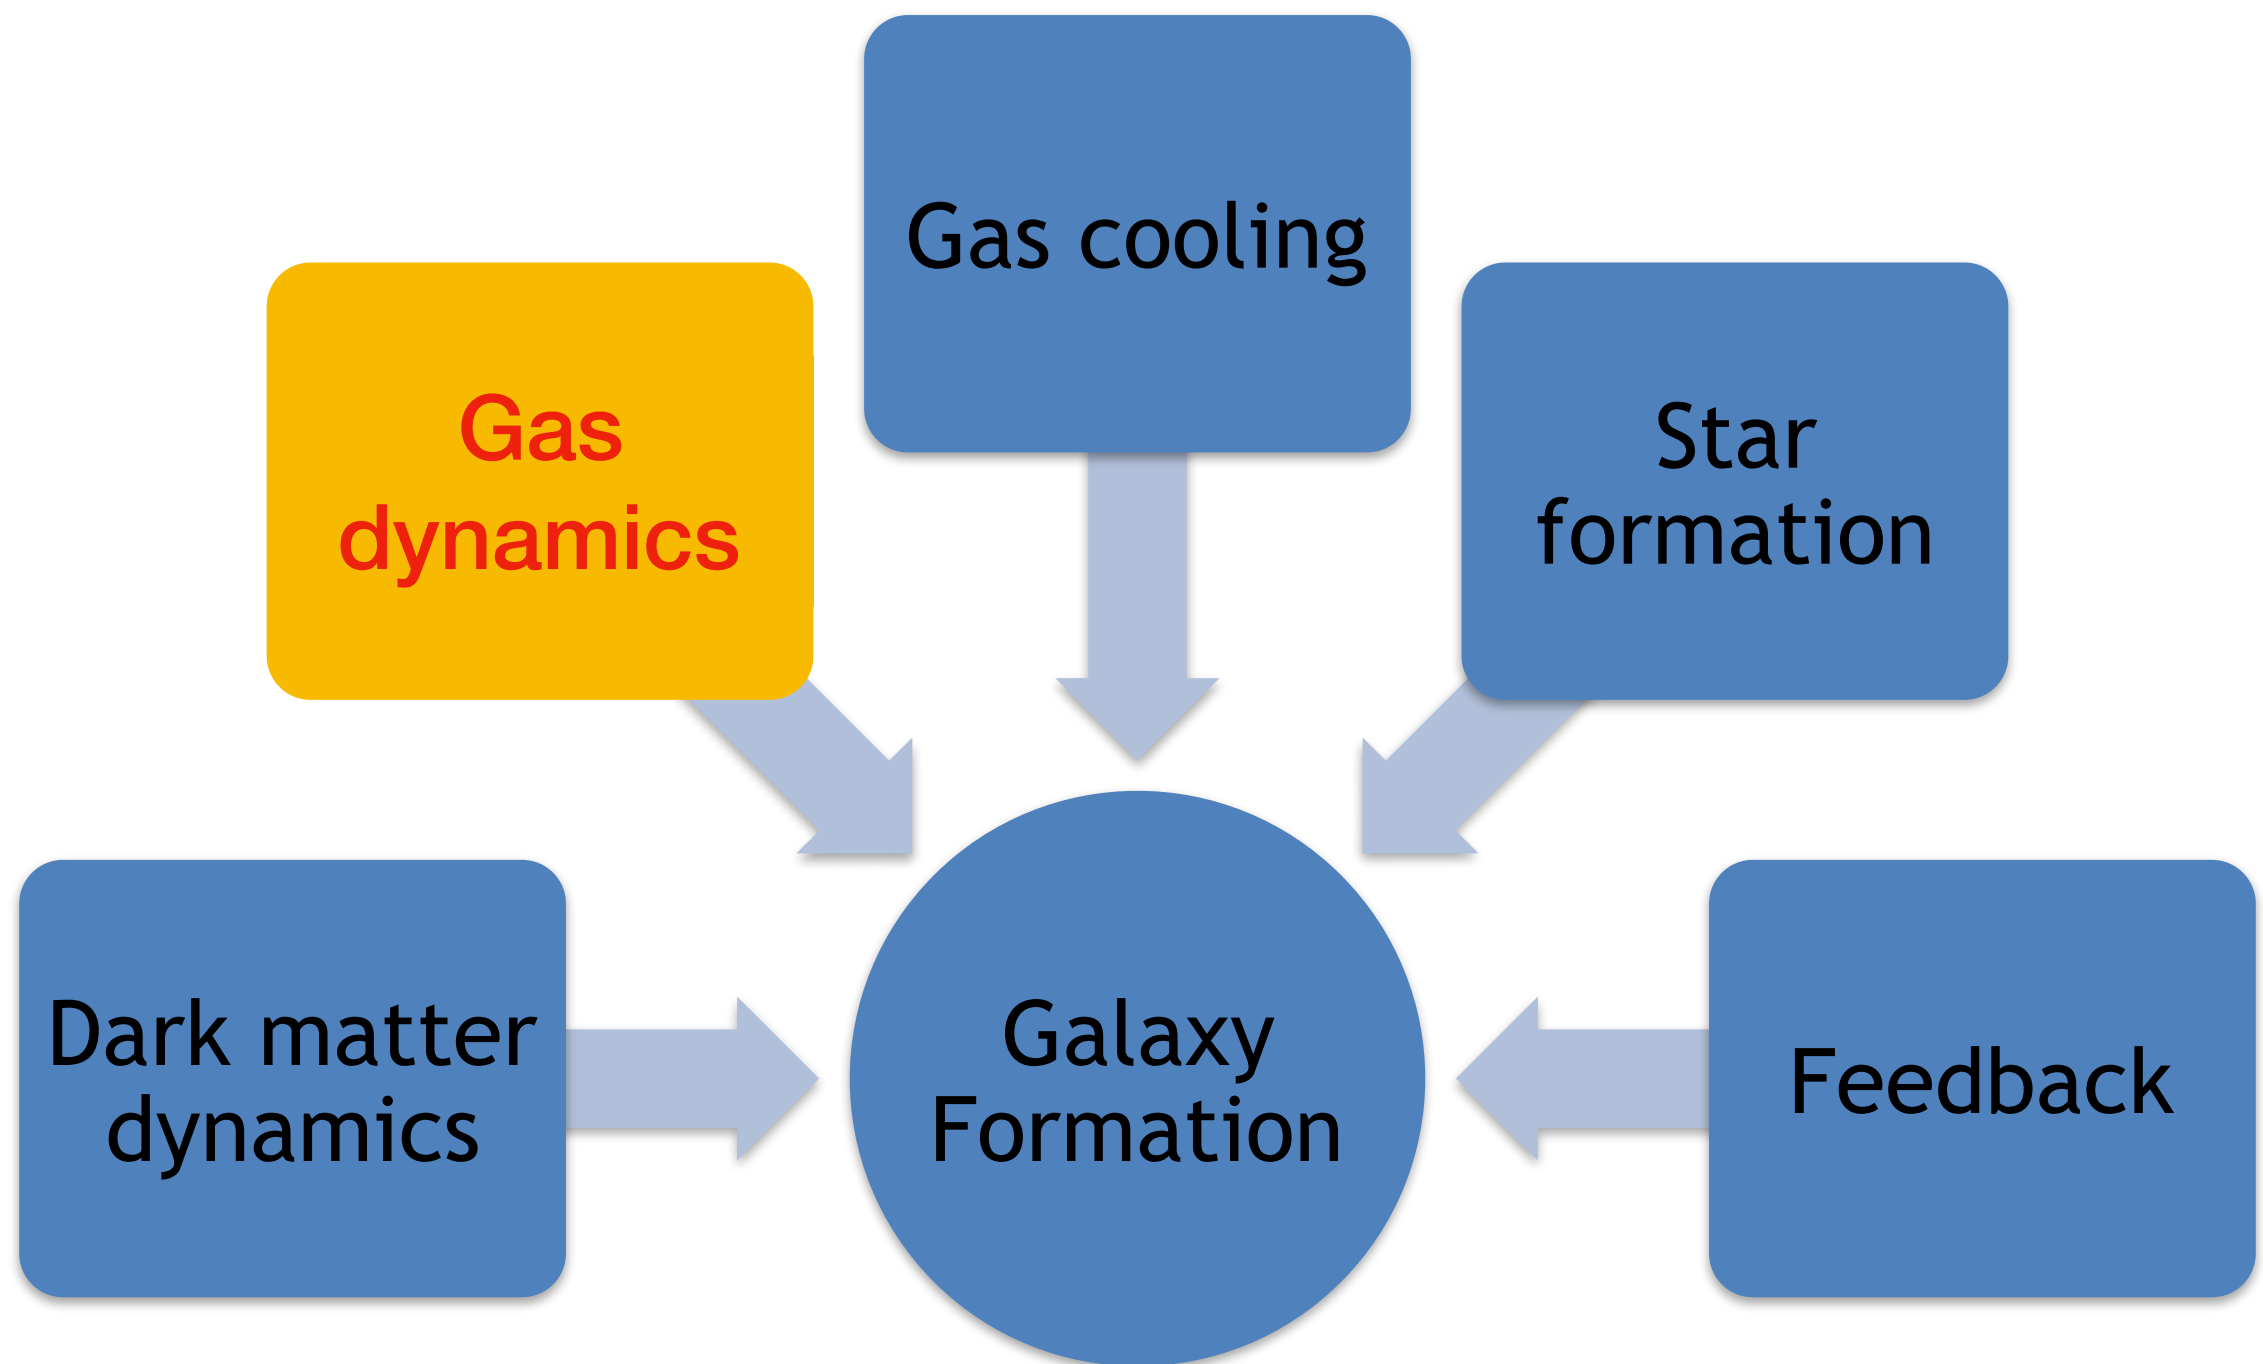 Gas cooling
Gas
dynamics
Star
formation
Dark matter
dynamics
Galaxy
Formation
Feedback